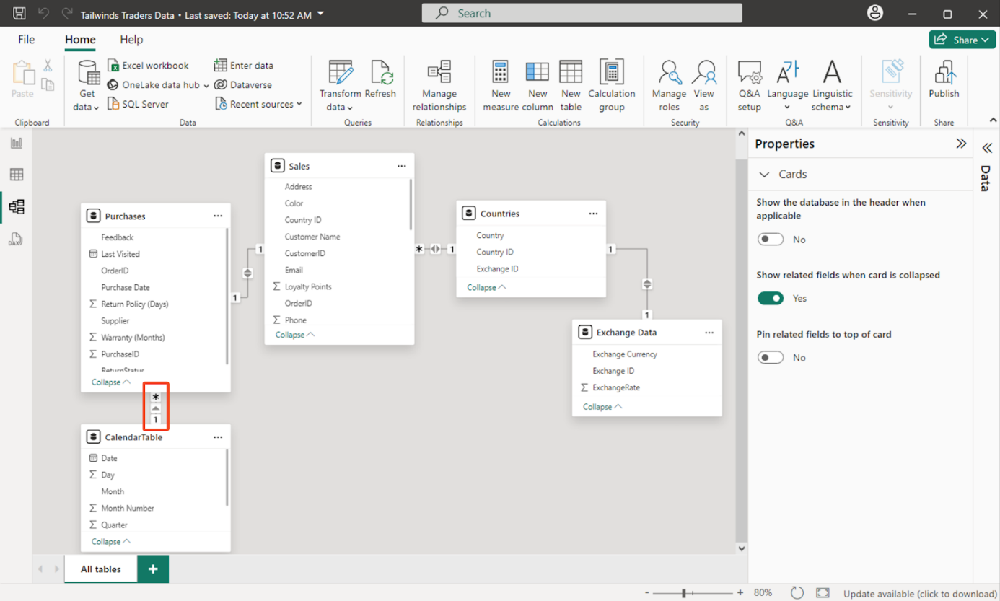 Tailwinds Traders Data • Last saved: Today at 10:52 AM
Search
File
Home
Help
Share
Paste
Clipboard
Get data
Excel workbook
OneLake data hub
SQL Server
Enter data
Dataverse
Recent sources
Data
Transform data
Refresh
Queries
Manage relationships
Relationships
New measure
New column
New table
Calculation group
Calculations
Manage roles
View as
Security
Q&A setup
Language
Linguistic schema
Q&A
Sensitivity
Sensitivity
Publish
Share
DAX
Purchases
Feedback
Last Visited
OrderID
Purchase Date
Σ Return Policy (Days)
Supplier
Σ Warranty (Months)
Σ PurchaseID
ReturnStatus
Collapse
*
1
CalendarTable
Date
Σ Day
Month
Σ Month Number
Σ Quarter
Collapse
1
1
Sales
Address
Color
Country ID
Customer Name
CustomerID
Email
Σ Loyalty Points
OrderID
Σ Phone
Collapse
*
1
Countries
Country
Country ID
Exchange ID
Collapse
1
1
Exchange Data
Exchange Currency
Exchange ID
Σ ExchangeRate
Collapse
Properties
Cards
Show the database in the header when
applicable
No
Show related fields when card is collapsed
Yes
Pin related fields to top of card
No
Data
All tables
+
- + 80%
Update available (click to download)